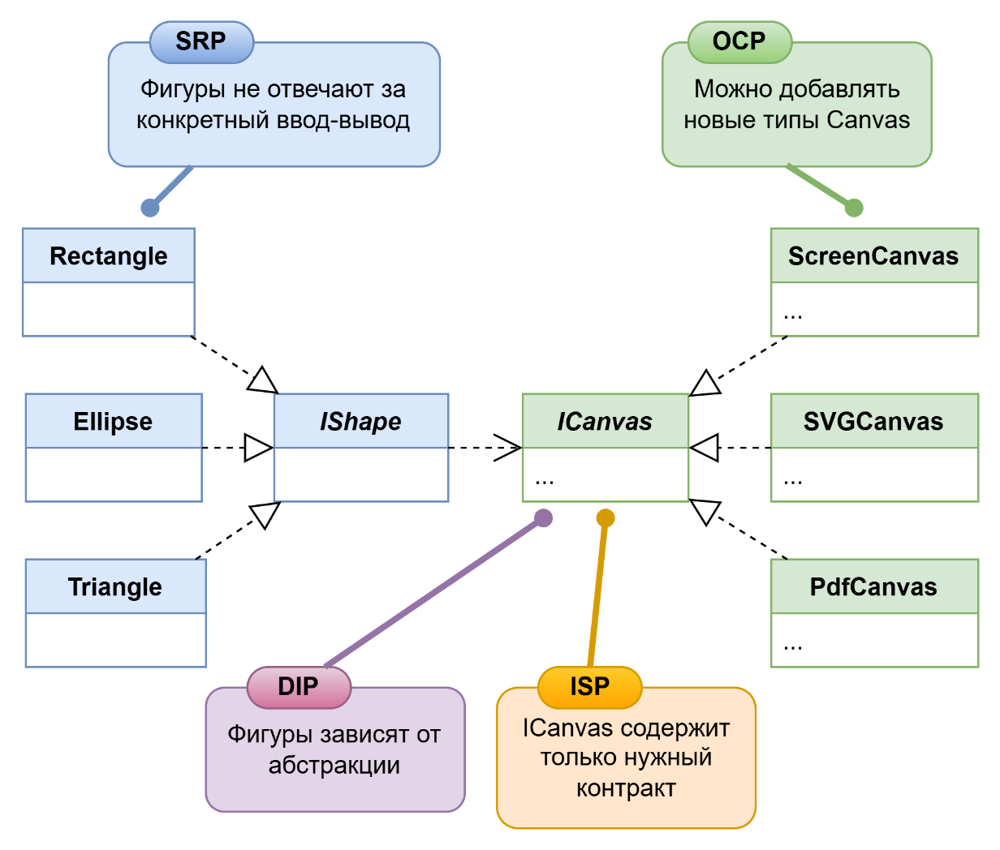 SRP
Фигуры не отвечают за
конкретный ввод-вывод
OCP
Можно добавлять
новые типы Canvas
Rectangle
ScreenCanvas
...
Ellipse
IShape
ICanvas
...
SVGCanvas
...
Triangle
PdfCanvas
...
DIP
Фигуры зависят от
абстракции
ISP
ICanvas содержит
только нужный
контракт